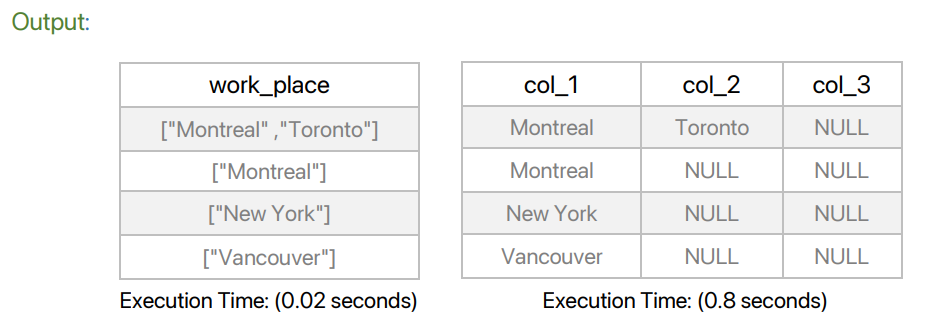 Output:
work_place
["Montreal" ,"Toronto"]
["Montreal"]
["New York"]
["Vancouver"]
Execution Time: (0.02 seconds)
col_1 col_2 col_3
Montreal Toronto NULL
Montreal NULL NULL
New York NULL NULL
Vancouver NULL NULL
Execution Time: (0.8 seconds)